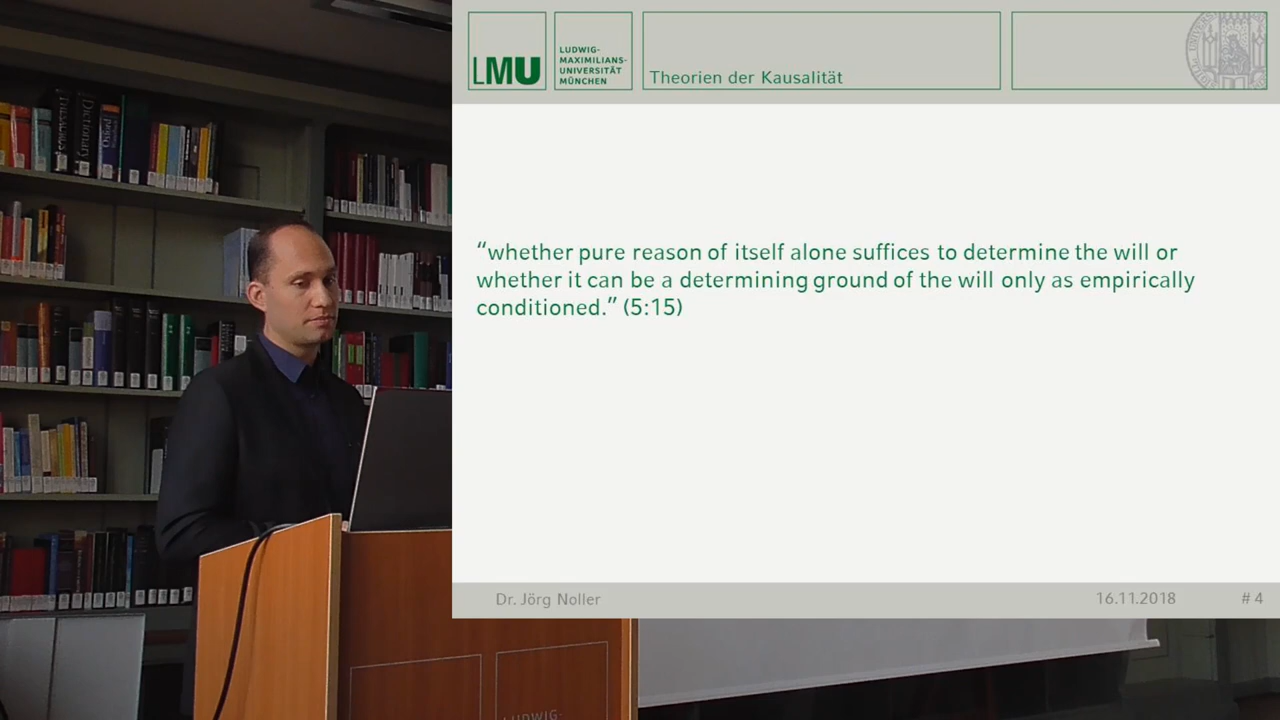 LMU
LUDWIG-
MAXIMILIANS-
UNIVERSITÄT
MÜNCHEN
Theorien der Kausalität
“whether pure reason of itself alone suffices to determine the will or
whether it can be a determining ground of the will only as empirically
conditioned.” (5:15)
Dr. Jörg Noller
16.11.2018
# 4
Dictionary
LUDWIG-